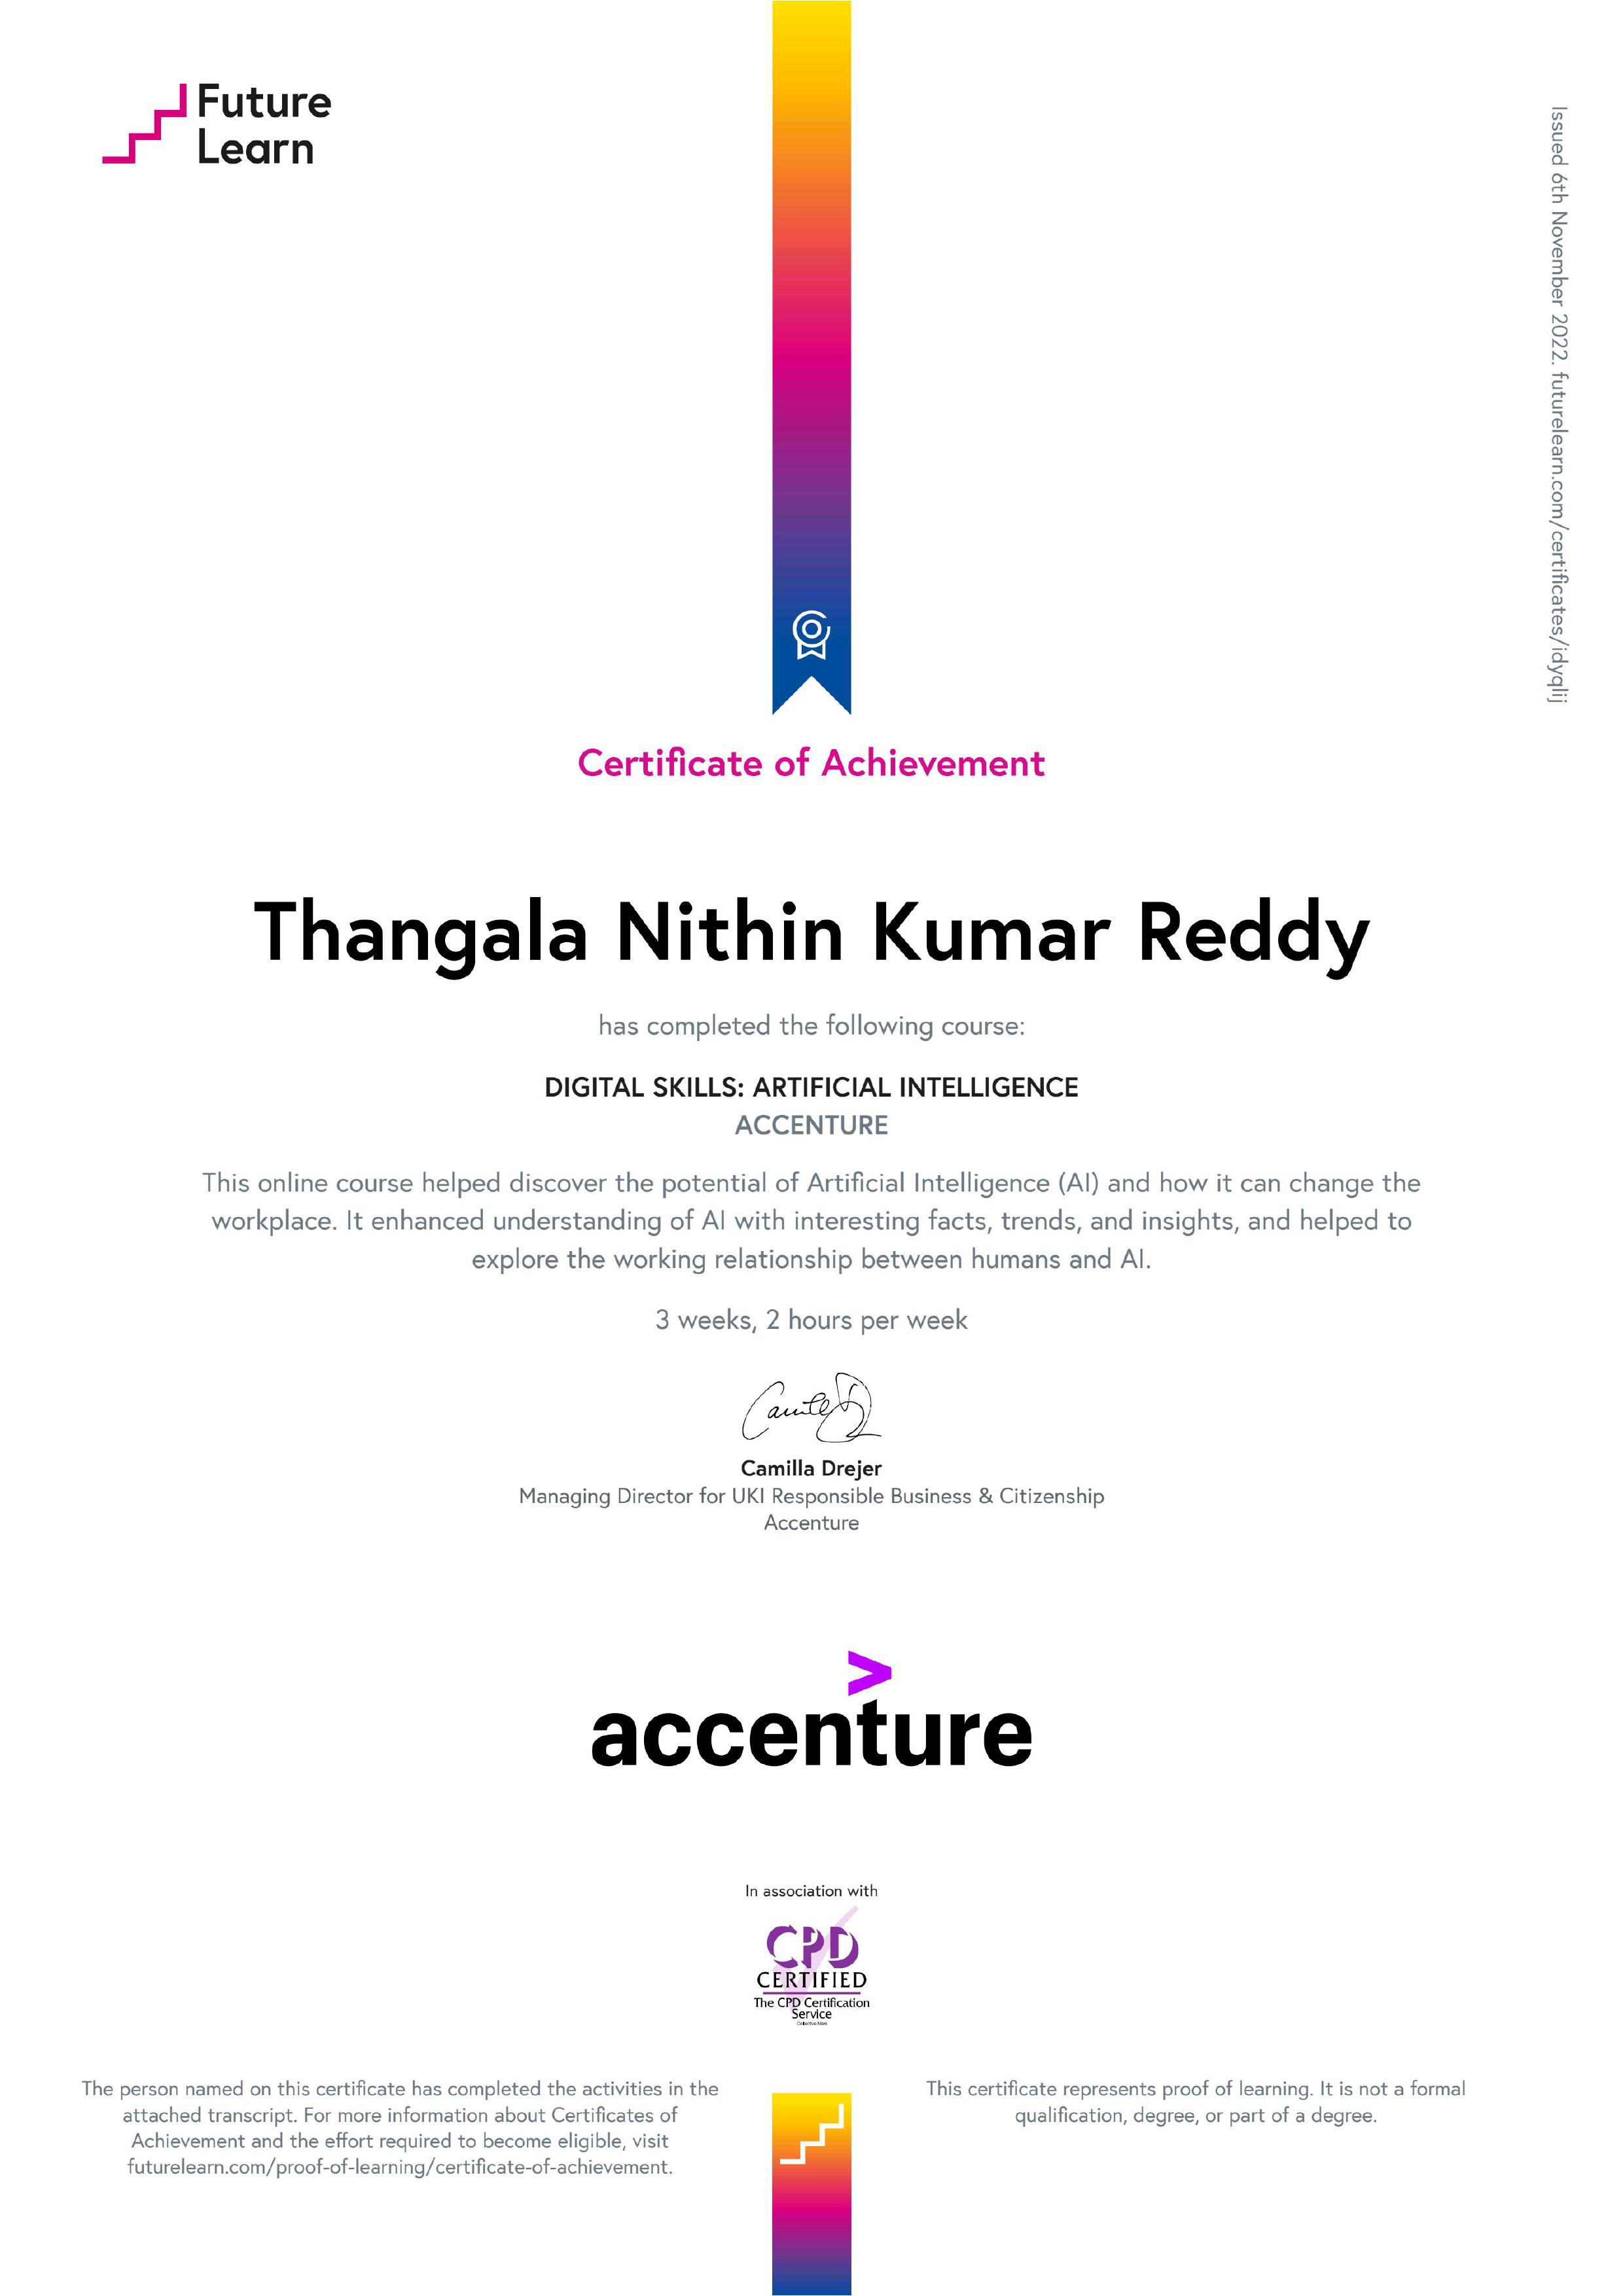 Future
Learn
Issued 6th November 2022. futurelearn.com/certificates/idyqlij
Certificate of Achievement
Thangala Nithin Kumar Reddy
has completed the following course:
DIGITAL SKILLS: ARTIFICIAL INTELLIGENCE
ACCENTURE
This online course helped discover the potential of Artificial Intelligence (AI) and how it can change the
workplace. It enhanced understanding of AI with interesting facts, trends, and insights, and helped to
explore the working relationship between humans and AI.
3 weeks, 2 hours per week
Camilla Drejer
Managing Director for UKI Responsible Business & Citizenship
Accenture
accenture
In association with
CPD
CERTIFIED
The CPD Certification
Service
Collective Mark
The person named on this certificate has completed the activities in the
attached transcript. For more information about Certificates of
Achievement and the effort required to become eligible, visit
futurelearn.com/proof-of-learning/certificate-of-achievement.
This certificate represents proof of learning. It is not a formal
qualification, degree, or part of a degree.